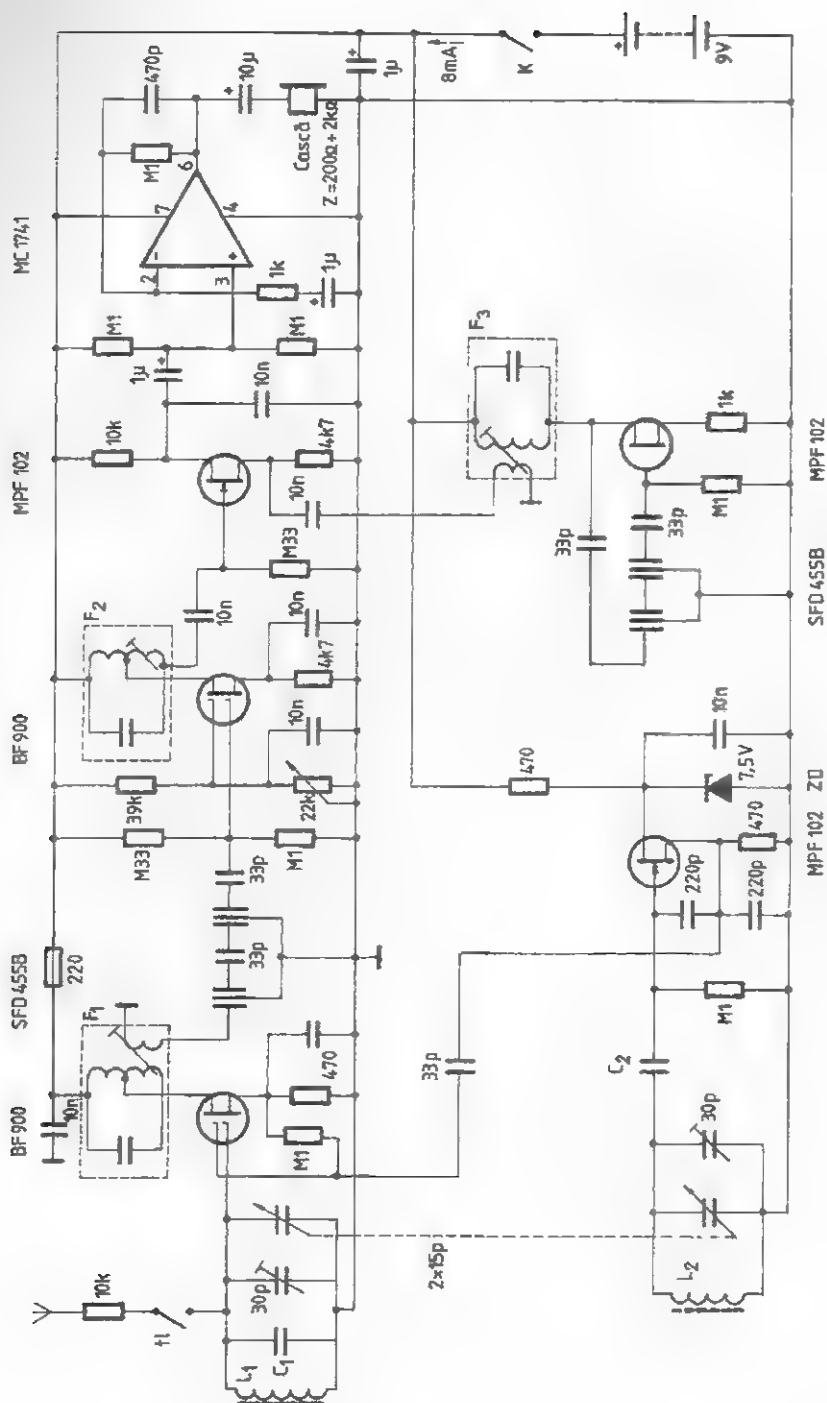 BF 900
SFD 455B
BF 900
MPF 102
MC 1741
10n
F1
220
F2
M33
39k
10k
M1
1µ
M1
470p
10k
tl
10n
10n
M1
2
3
7
4
6
1k
1µ
10µ
Cască
Z=200Ω÷2kΩ
1µ
L1
C1
30p
M1
470
33p
33p
M1
22k
10n
4k7
10n
M33
10n
4k7
8mA
K
9V
2×15p
33p
F3
470
33p
33p
L2
30p
C2
M1
220p
220p
470
7,5V
10n
M1
1k
MPF 102
ZD
SFD 455B
MPF 102